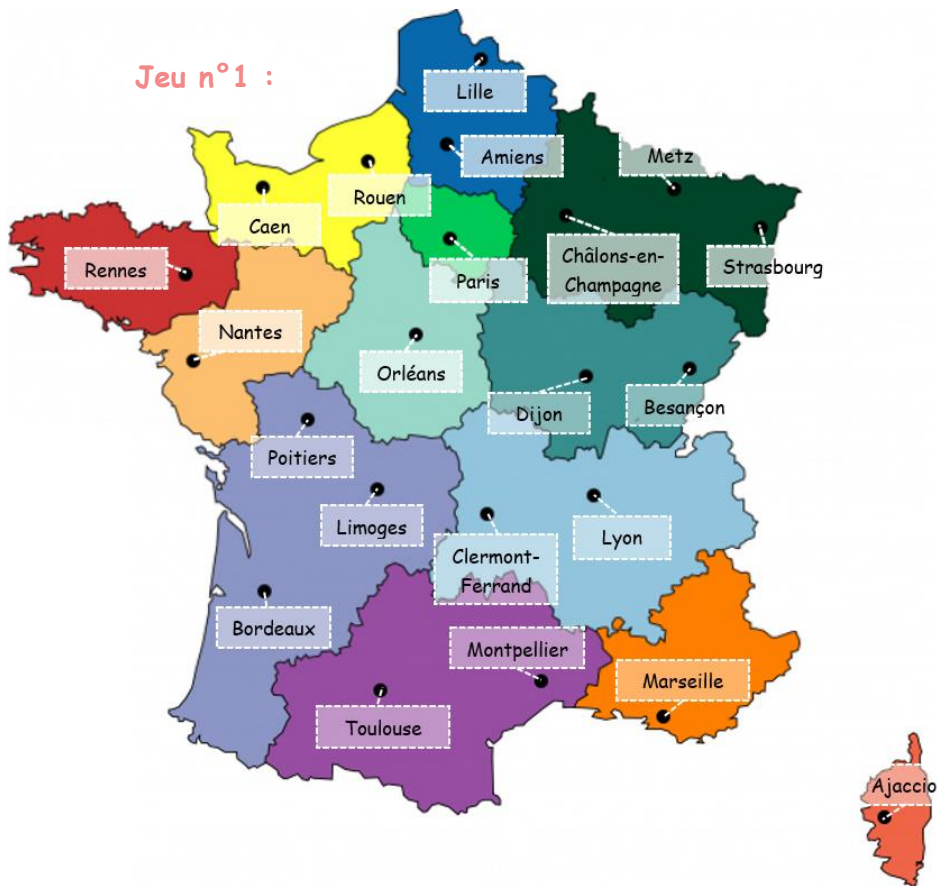 Jeu n°1 :
Lille
Amiens
Metz
Rouen
Caen
Châlons-en-
Champagne
Strasbourg
Rennes
Paris
Nantes
Orléans
Dijon
Besançon
Poitiers
Limoges
Clermont-
Ferrand
Lyon
Bordeaux
Montpellier
Marseille
Toulouse
Ajaccio